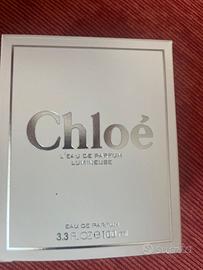 Chloé
L'EAU DE PARFUM
LUMINEUSE
EAU DE PARFUM
3.3 FL.OZ e 100 ml